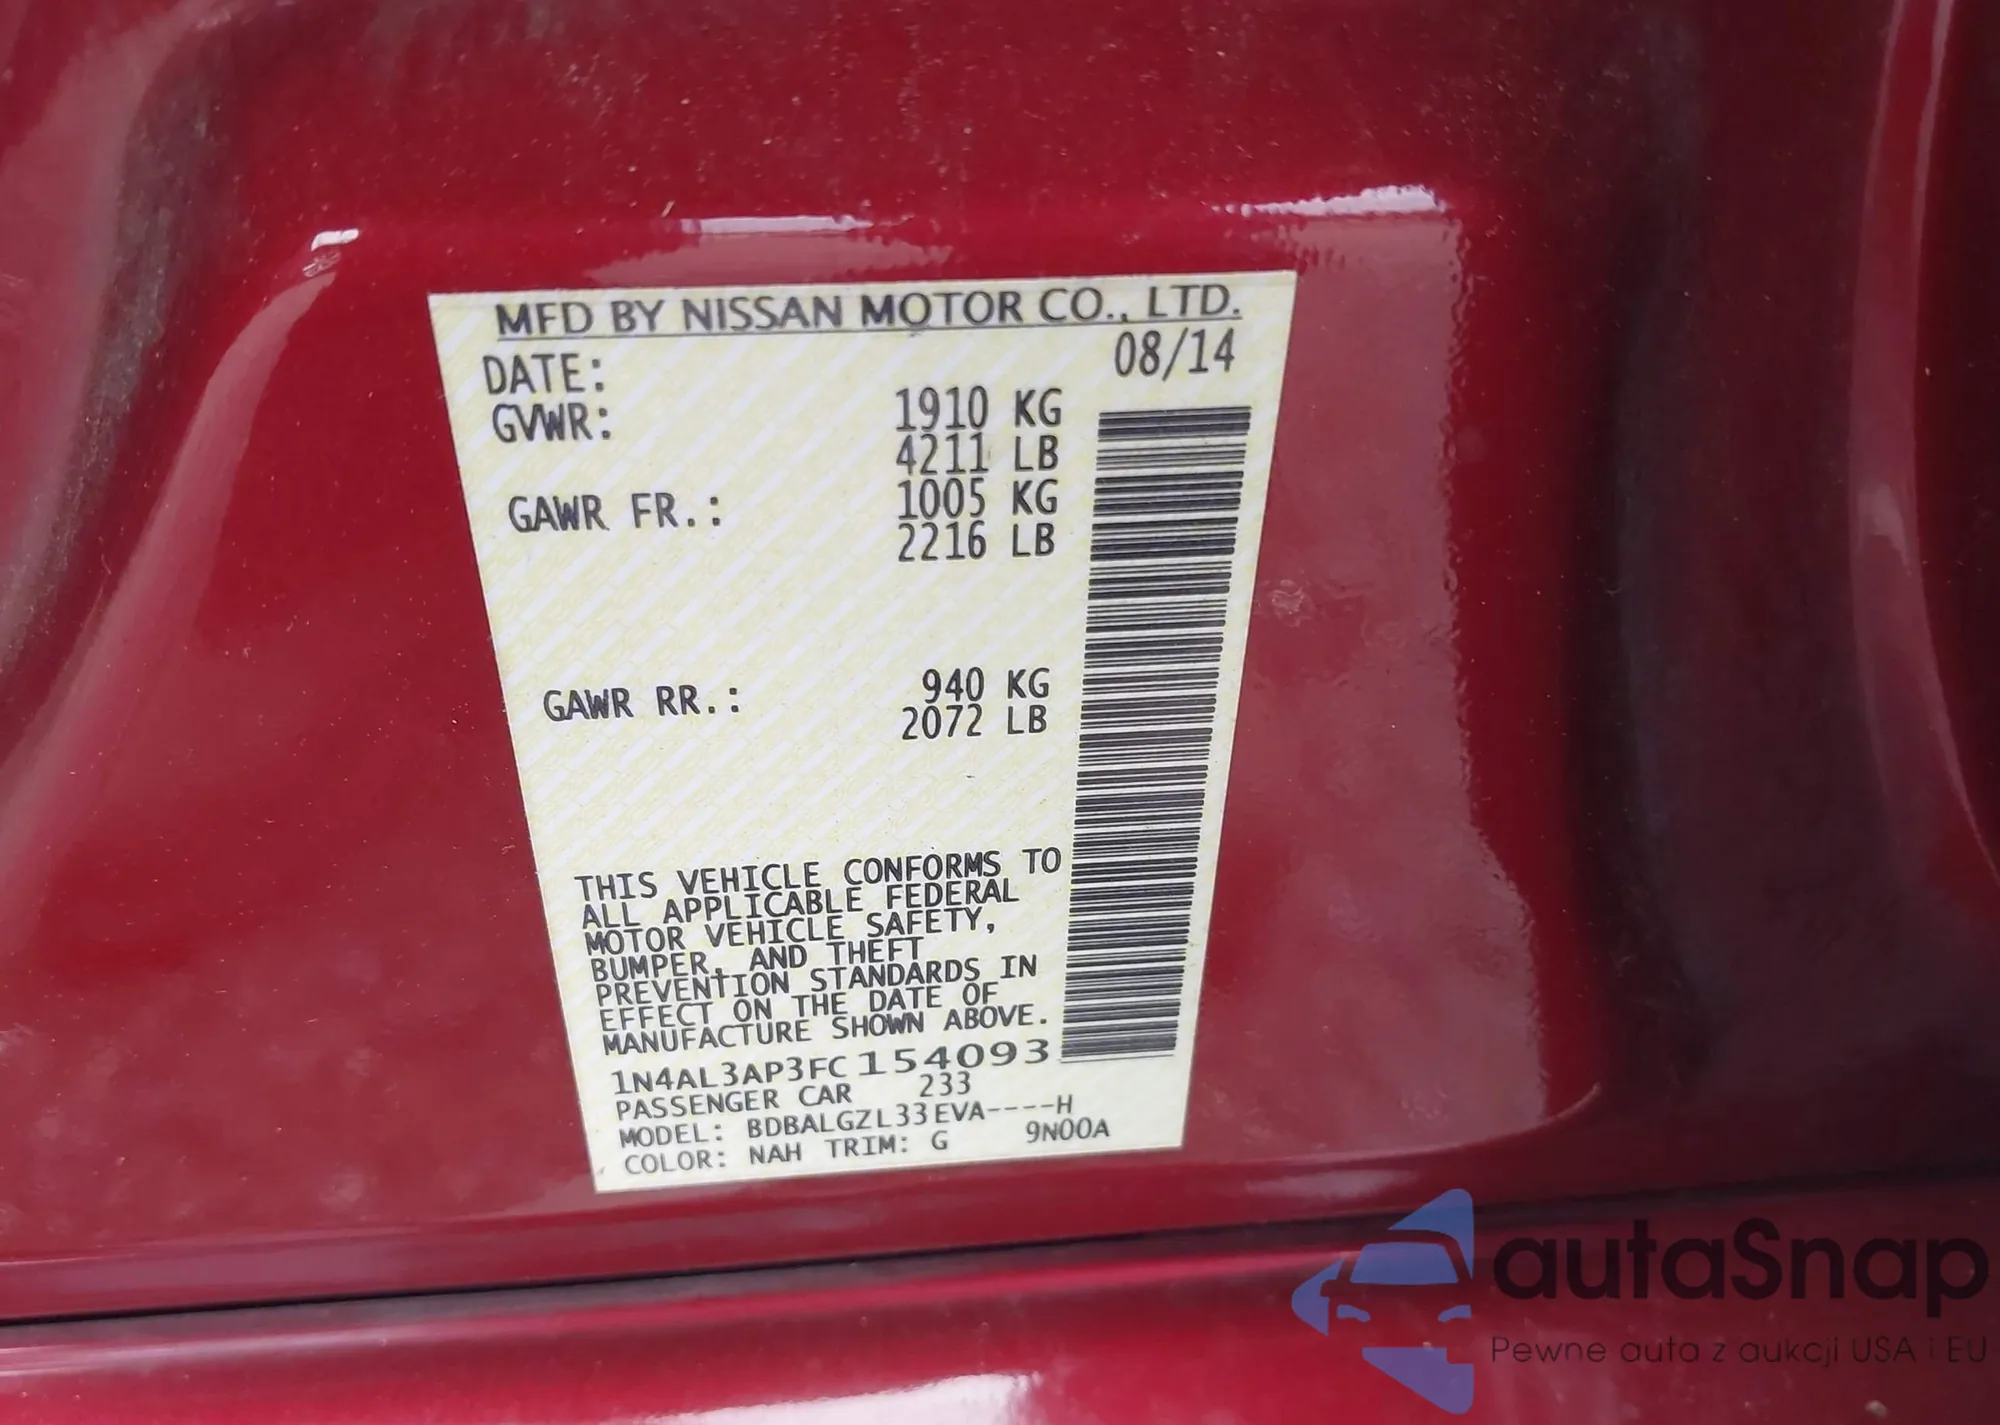 MFD BY NISSAN MOTOR CO., LTD.
DATE: 08/14
GVWR: 1910 KG
4211 LB
GAWR FR.: 1005 KG
2216 LB
GAWR RR.: 940 KG
2072 LB
THIS VEHICLE CONFORMS TO
ALL APPLICABLE FEDERAL
MOTOR VEHICLE SAFETY,
BUMPER, AND THEFT
PREVENTION STANDARDS IN
EFFECT ON THE DATE OF
MANUFACTURE SHOWN ABOVE.
1N4AL3AP3FC154093
PASSENGER CAR 233
MODEL: BDBALGZL33EVA----H
COLOR: NAH TRIM: G 9N00A
autaSnap
Pewne auta z aukcji USA i EU